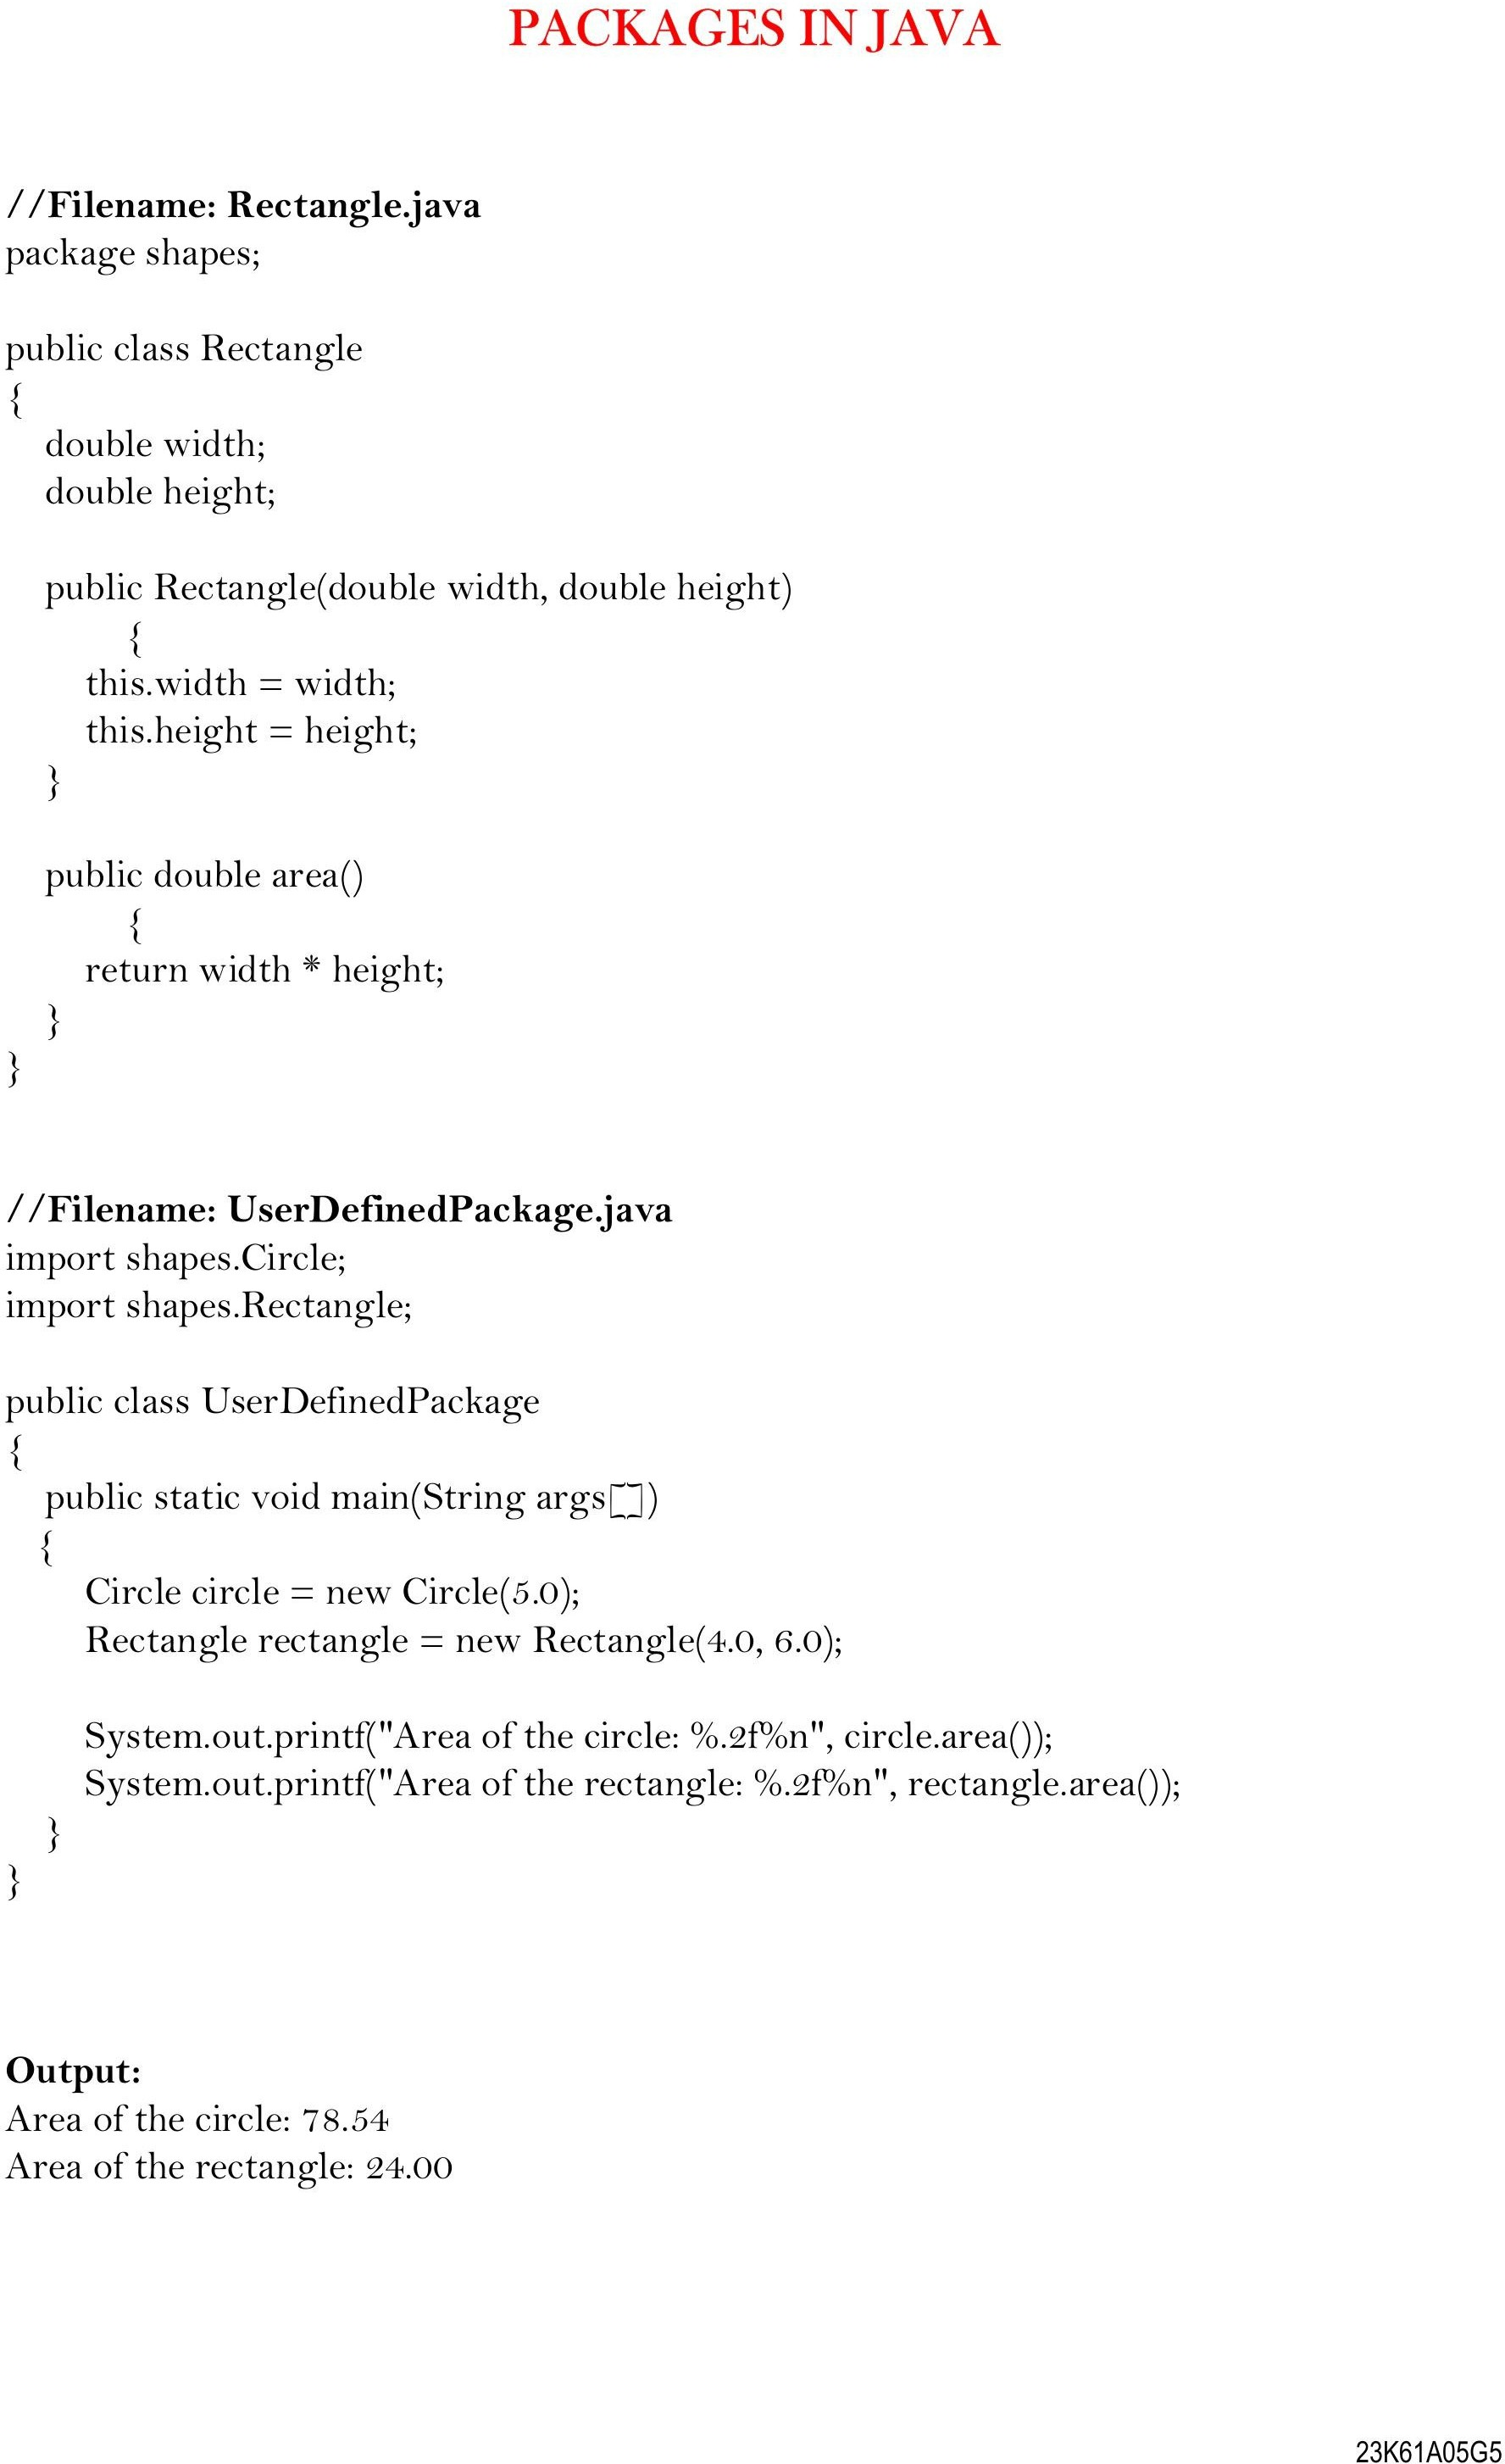 PACKAGES IN JAVA
//Filename: Rectangle.java
package shapes;
public class Rectangle
{
double width;
double height;
public Rectangle(double width, double height)
{
this.width = width;
this.height = height;
}
public double area()
{
return width * height;
}
}
//Filename: UserDefinedPackage.java
import shapes.Circle;
import shapes.Rectangle;
public class UserDefinedPackage
{
public static void main(String args[])
{
Circle circle = new Circle(5.0);
Rectangle rectangle = new Rectangle(4.0, 6.0);
System.out.printf("Area of the circle: %.2f%n", circle.area());
System.out.printf("Area of the rectangle: %.2f%n", rectangle.area());
}
}
Output:
Area of the circle: 78.54
Area of the rectangle: 24.00
23K61A05G5